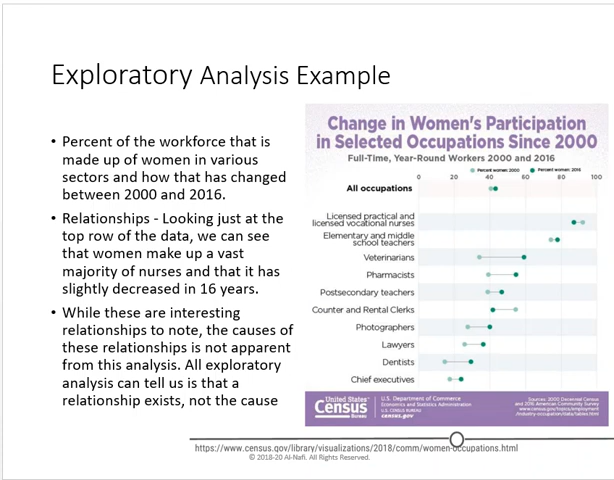 Exploratory Analysis Example
• Percent of the workforce that is
made up of women in various
sectors and how that has changed
between 2000 and 2016.
• Relationships - Looking just at the
top row of the data, we can see
that women make up a vast
majority of nurses and that it has
slightly decreased in 16 years.
• While these are interesting
relationships to note, the causes of
these relationships is not apparent
from this analysis. All exploratory
analysis can tell us is that a
relationship exists, not the cause
Change in Women's Participation
in Selected Occupations Since 2000
Full-Time, Year-Round Workers 2000 and 2016
Percent women 2000 Percent women 2016
0 20 40 60 80 100
All occupations
Licensed practical and
licensed vocational nurses
Elementary and middle
school teachers
Veterinarians
Pharmacists
Postsecondary teachers
Counter and Rental Clerks
Photographers
Lawyers
Dentists
Chief executives
United States®
Census
Bureau
U.S. Department of Commerce
Economics and Statistics Administration
U.S. CENSUS BUREAU
census.gov
Sources: 2000 Decennial Census
and 2016 American Community Survey
www.census.gov/topics/employment
/industry-occupation/data/tables.html
https://www.census.gov/library/visualizations/2018/comm/women-occupations.html
© 2018-20 Al-Nafi. All Rights Reserved.